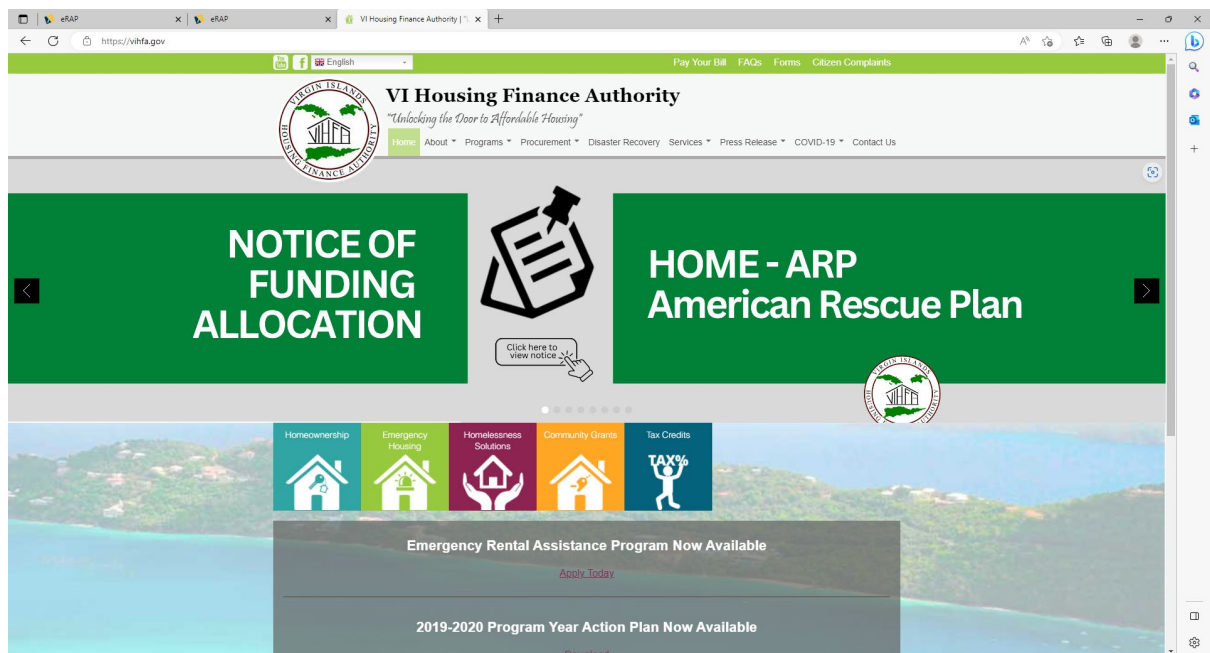 eRAP
eRAP
VI Housing Finance Authority | "U
https://vihfa.gov
You Tube
f
English
Pay Your Bill FAQs Forms Citizen Complaints
VIRGIN ISLANDS
HOUSING FINANCE AUTHORITY
VIHFA
VI Housing Finance Authority
"Unlocking the Door to Affordable Housing"
Home About Programs Procurement Disaster Recovery Services Press Release COVID-19 Contact Us
NOTICE OF
FUNDING
ALLOCATION
Click here to
view notice
HOME - ARP
American Rescue Plan
VIHFA
Homeownership
Emergency
Housing
Homelessness
Solutions
Community Grants
Tax Credits
TAX%
Emergency Rental Assistance Program Now Available
Apply Today
2019-2020 Program Year Action Plan Now Available